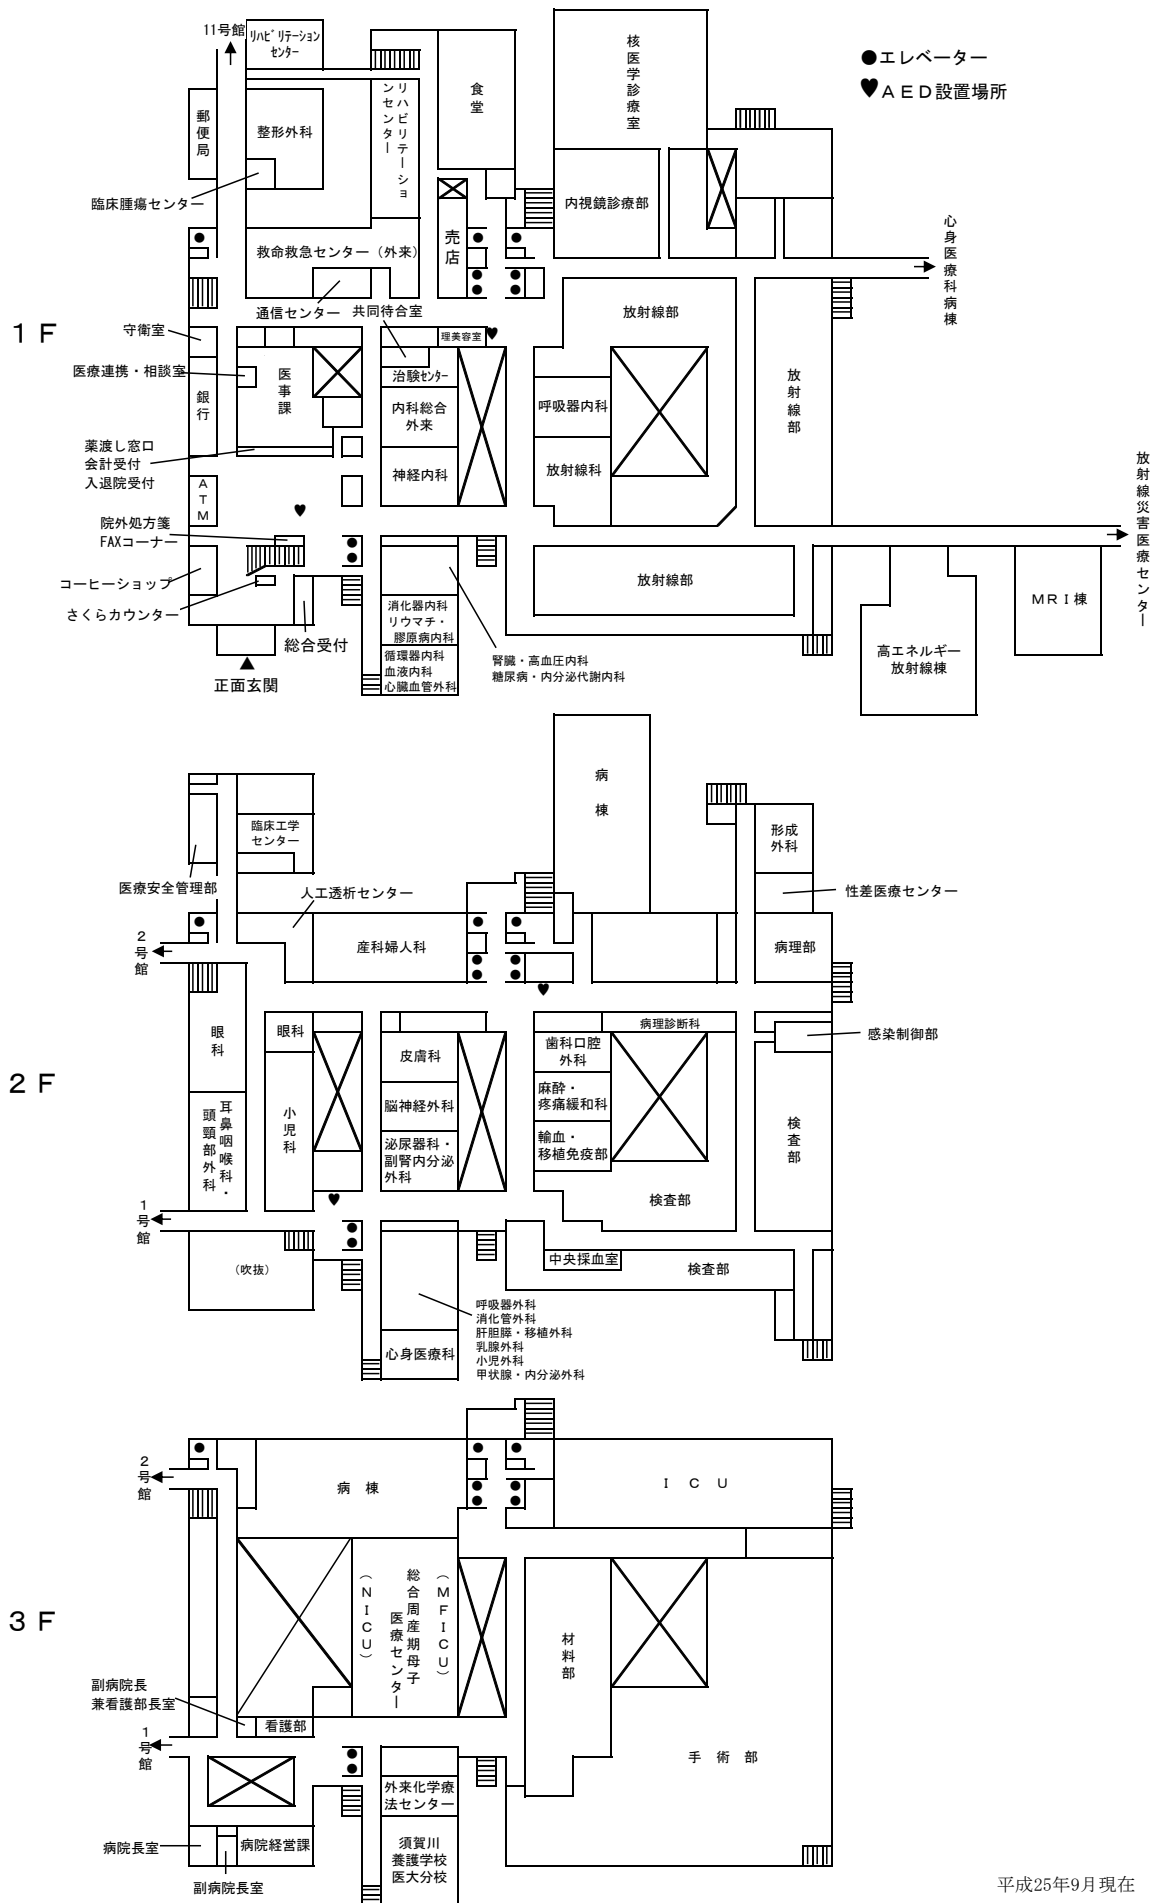 11号館
リハビリテーション
センター
●エレベーター
♥ＡＥＤ設置場所
郵便局
整形外科
リハビリテーショ
ンセンター
食堂
核医学診療室
臨床腫瘍センター
内視鏡診療部
救命救急センター（外来）
売店
心身医療科病棟
通信センター
共同待合室
放射線部
１Ｆ
守衛室
理美容室
医療連携・相談室
医事課
治験センター
銀行
内科総合
外来
呼吸器内科
放射線部
薬渡し窓口
会計受付
入退院受付
神経内科
放射線科
ＡＴＭ
院外処方箋
FAXコーナー
放射線災害医療センター
コーヒーショップ
さくらカウンター
総合受付
正面玄関
消化器内科
リウマチ・
膠原病内科
循環器内科
血液内科
心臓血管外科
腎臓・高血圧内科
糖尿病・内分泌代謝内科
放射線部
高エネルギー
放射線棟
ＭＲＩ棟
病棟
臨床工学
センター
形成
外科
医療安全管理部
人工透析センター
性差医療センター
２号館
産科婦人科
病理部
眼科
眼科
病理診断科
感染制御部
２Ｆ
皮膚科
歯科口腔
外科
耳鼻咽喉科・
頭頸部外科
小児科
脳神経外科
麻酔・
疼痛緩和科
検査部
泌尿器科・
副腎内分泌
外科
輸血・
移植免疫部
１号館
検査部
（吹抜）
中央採血室
検査部
心身医療科
呼吸器外科
消化管外科
肝胆膵・移植外科
乳腺外科
小児外科
甲状腺・内分泌外科
２号館
病棟
ＩＣＵ
３Ｆ
（ＮＩＣＵ）
総合周産期母子
医療センター
（ＭＦＩＣＵ）
材料部
副病院長
兼看護部長室
看護部
１号館
手術部
外来化学療
法センター
病院長室
病院経営課
副病院長室
須賀川
養護学校
医大分校
平成25年9月現在